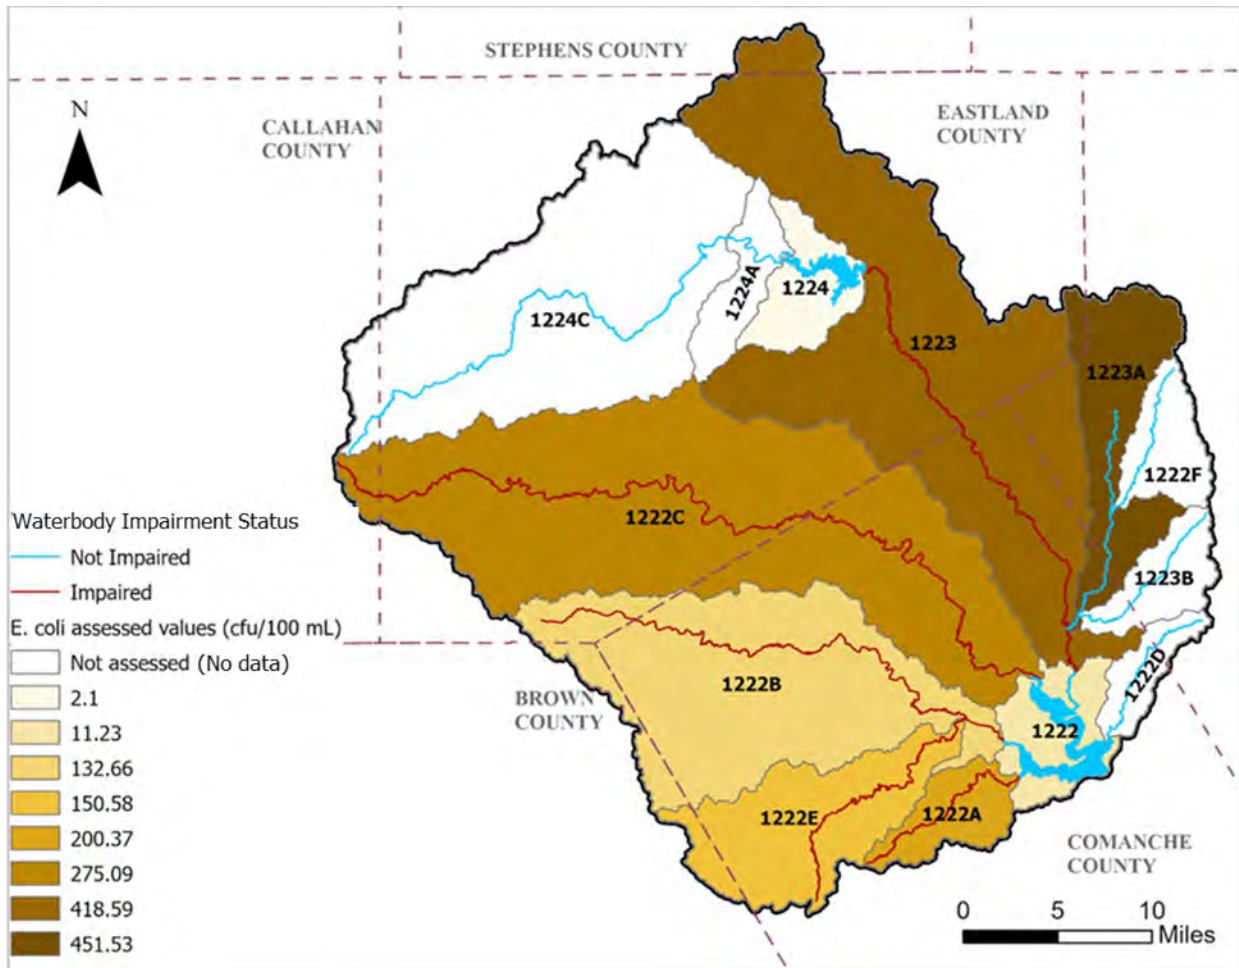 STEPHENS COUNTY
N
CALLAHAN
COUNTY
EASTLAND
COUNTY
1224A
1224
1224C
1223
1223A
1222F
Waterbody Impairment Status
1222C
Not Impaired
1223B
Impaired
E. coli assessed values (cfu/100 mL)
Not assessed (No data)
1222D
1222B
2.1
BROWN
COUNTY
1222
11.23
132.66
150.58
1222E
1222A
200.37
COMANCHE
COUNTY
275.09
418.59
0 5 10
Miles
451.53